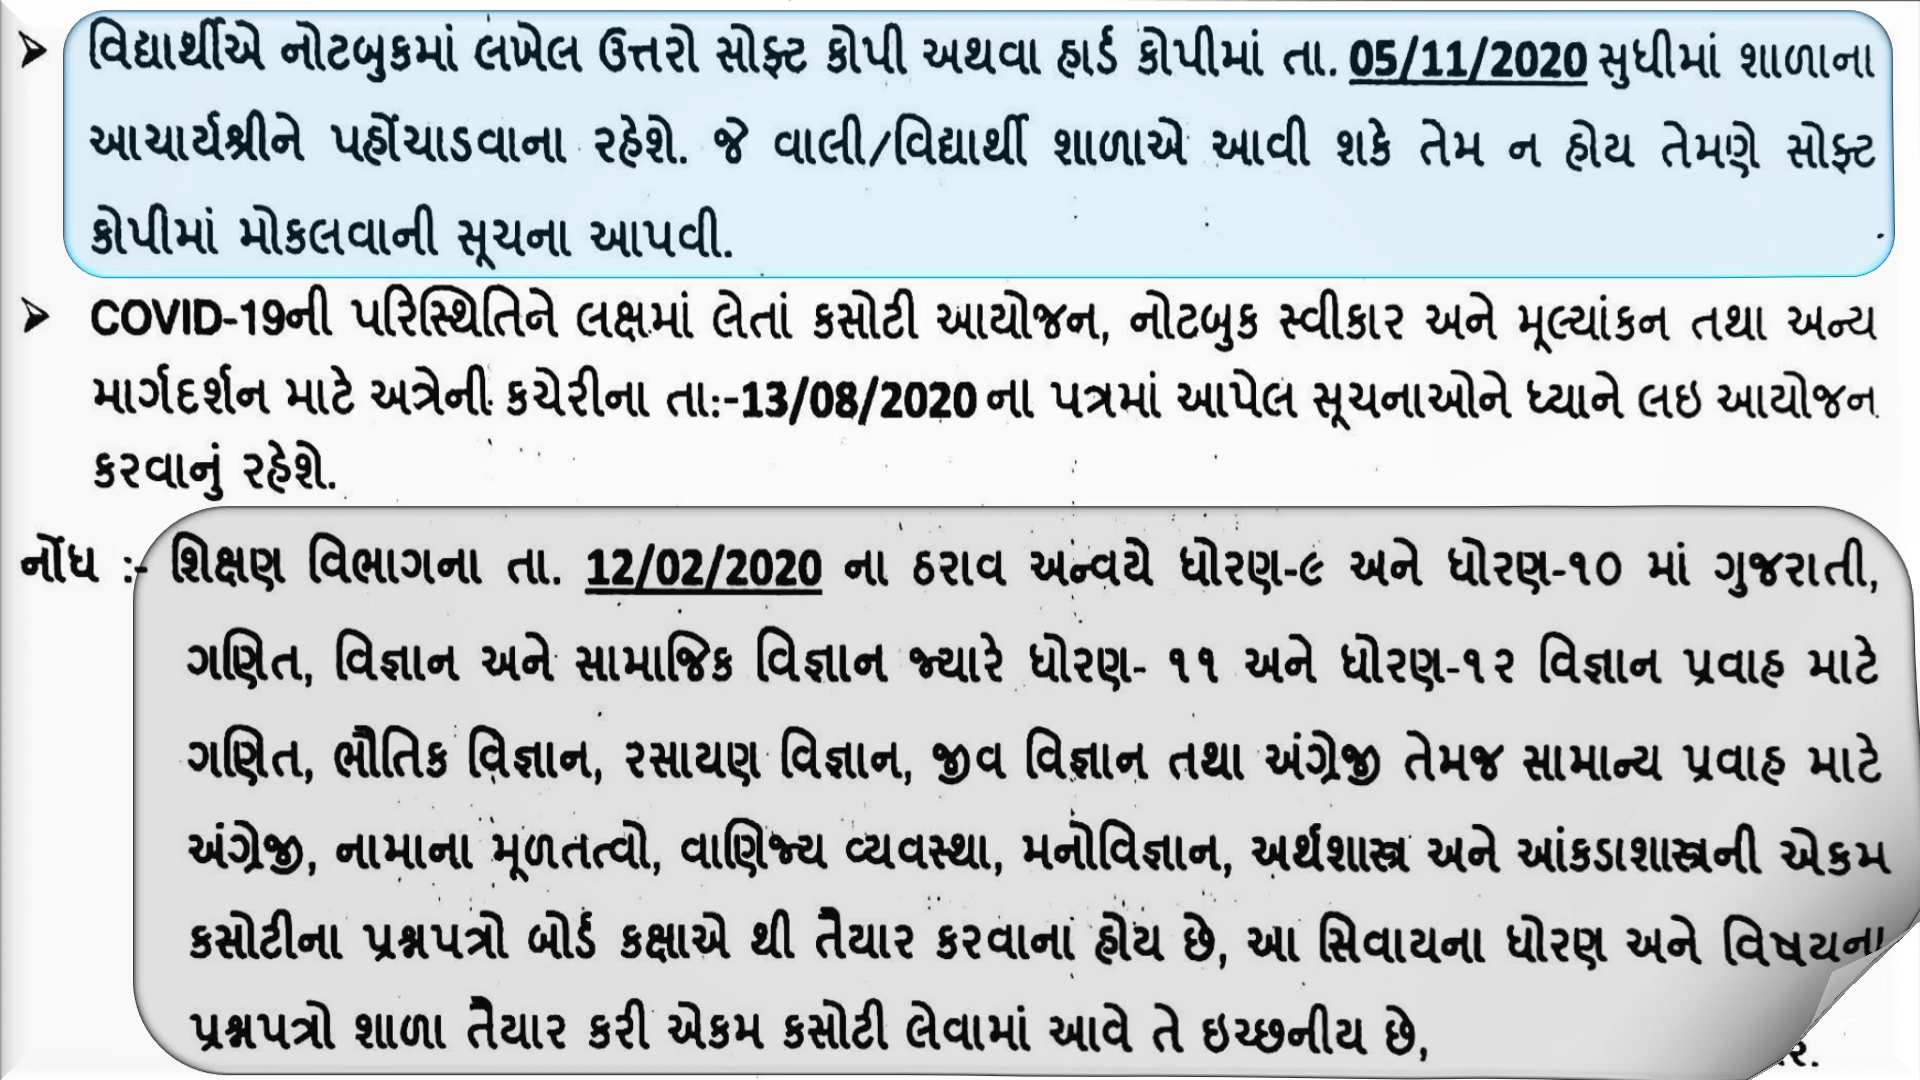 ➤ વિદ્યાર્થીએ નોટબુકમાં લખેલ ઉત્તરો સોફ્ટ કોપી અથવા હાર્ડ કોપીમાં તા. 05/11/2020 સુધીમાં શાળાના
આચાર્યશ્રીને પહોંચાડવાના રહેશે. જે વાલી/વિદ્યાર્થી શાળાએ આવી શકે તેમ ન હોય તેમણે સોફ્ટ
કોપીમાં મોકલવાની સૂચના આપવી.
➤ COVID-19ની પરિસ્થિતિને લક્ષમાં લેતાં કસોટી આયોજન, નોટબુક સ્વીકાર અને મૂલ્યાંકન તથા અન્ય
માર્ગદર્શન માટે અત્રેની કચેરીના તા:-13/08/2020 ના પત્રમાં આપેલ સૂચનાઓને ધ્યાને લઇ આયોજન
કરવાનું રહેશે.
નોંધ :- શિક્ષણ વિભાગના તા. 12/02/2020 ના ઠરાવ અન્વયે ધોરણ-૯ અને ધોરણ-૧૦ માં ગુજરાતી,
ગણિત, વિજ્ઞાન અને સામાજિક વિજ્ઞાન જ્યારે ધોરણ- ૧૧ અને ધોરણ-૧૨ વિજ્ઞાન પ્રવાહ માટે
ગણિત, ભૌતિક વિજ્ઞાન, રસાયણ વિજ્ઞાન, જીવ વિજ્ઞાન તથા અંગ્રેજી તેમજ સામાન્ય પ્રવાહ માટે
અંગ્રેજી, નામાના મૂળતત્વો, વાણિજ્ય વ્યવસ્થા, મનોવિજ્ઞાન, અર્થશાસ્ત્ર અને આંકડાશાસ્ત્રની એકમ
કસોટીના પ્રશ્નપત્રો બોર્ડ કક્ષાએ થી તૈયાર કરવાના હોય છે, આ સિવાયના ધોરણ અને વિષયના
પ્રશ્નપત્રો શાળા તૈયાર કરી એકમ કસોટી લેવામાં આવે તે ઇચ્છનીય છે,